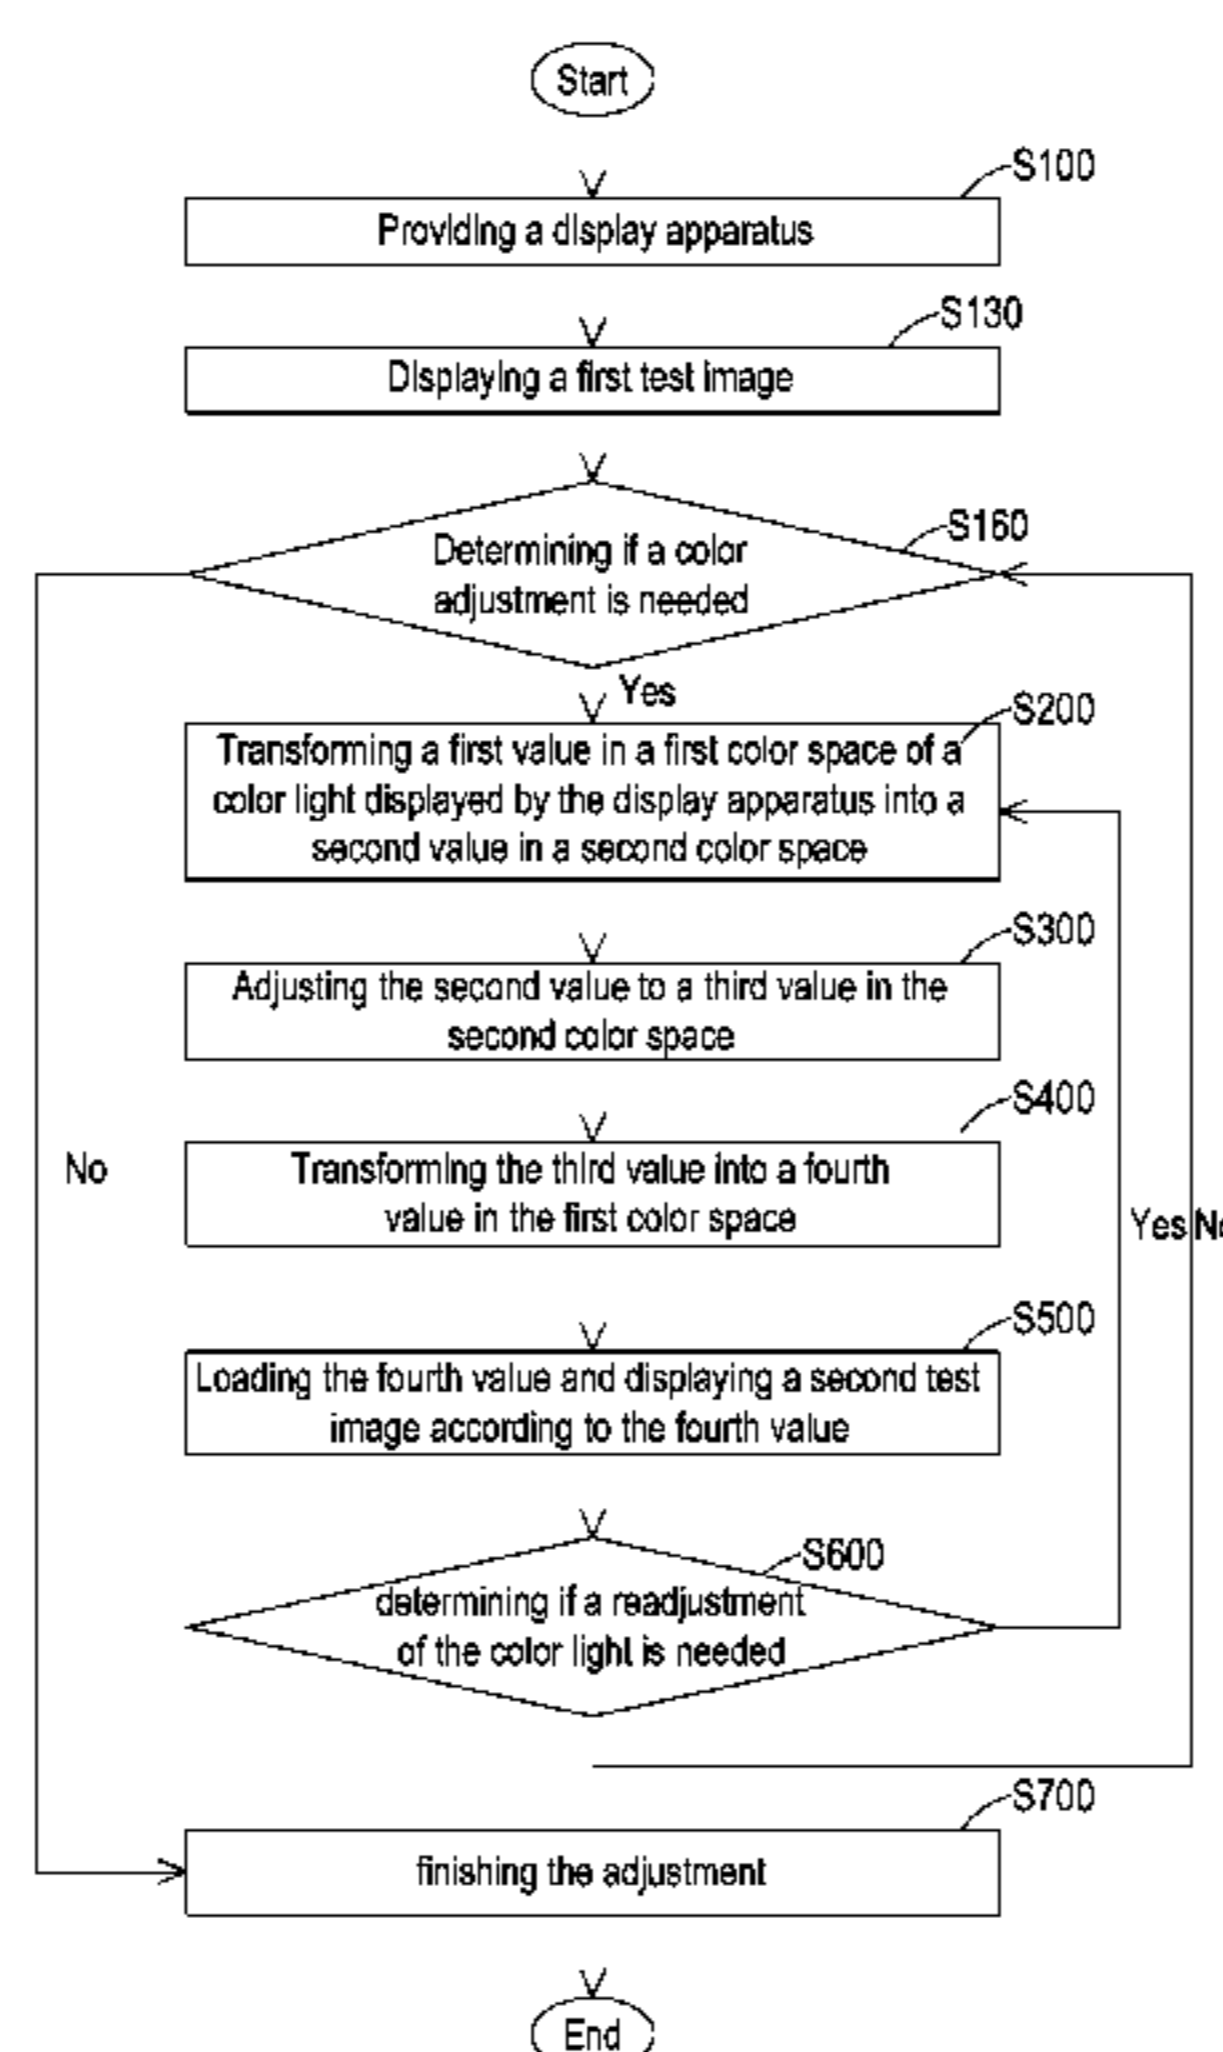 Start
S100
Providing a display apparatus
S130
Displaying a first test image
S160
Determining if a color
adjustment is needed
Yes
S200
Transforming a first value in a first color space of a
color light displayed by the display apparatus into a
second value in a second color space
S300
Adjusting the second value to a third value in the
second color space
S400
No
Transforming the third value into a fourth
value in the first color space
Yes
S500
Loading the fourth value and displaying a second test
image according to the fourth value
S600
determining if a readjustment
of the color light is needed
S700
finishing the adjustment
End